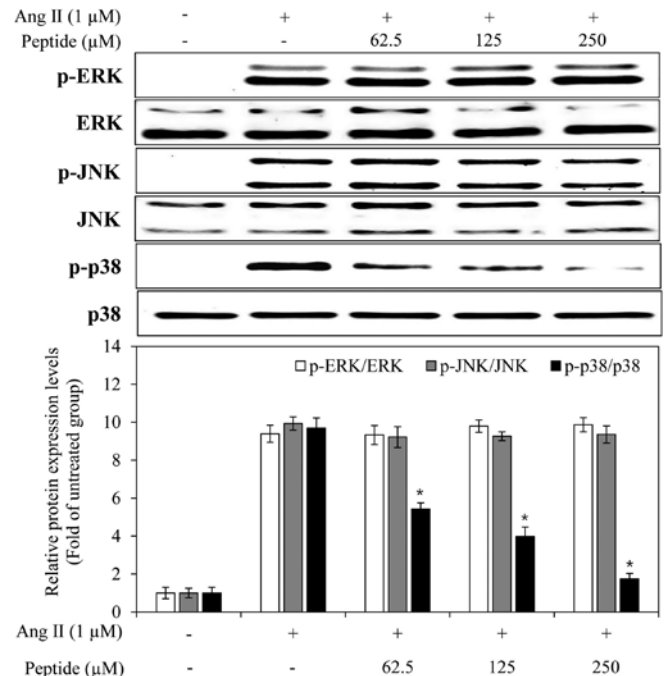 Ang II (1 µM) - + + + +
Peptide (µM) - - 62.5 125 250
p-ERK
ERK
p-JNK
JNK
p-p38
p38
14
12
10
8
6
4
2
0
Relative protein expression levels
(Fold of untreated group)
p-ERK/ERK p-JNK/JNK p-p38/p38
*
*
*
Ang II (1 µM) - + + + +
Peptide (µM) - - 62.5 125 250